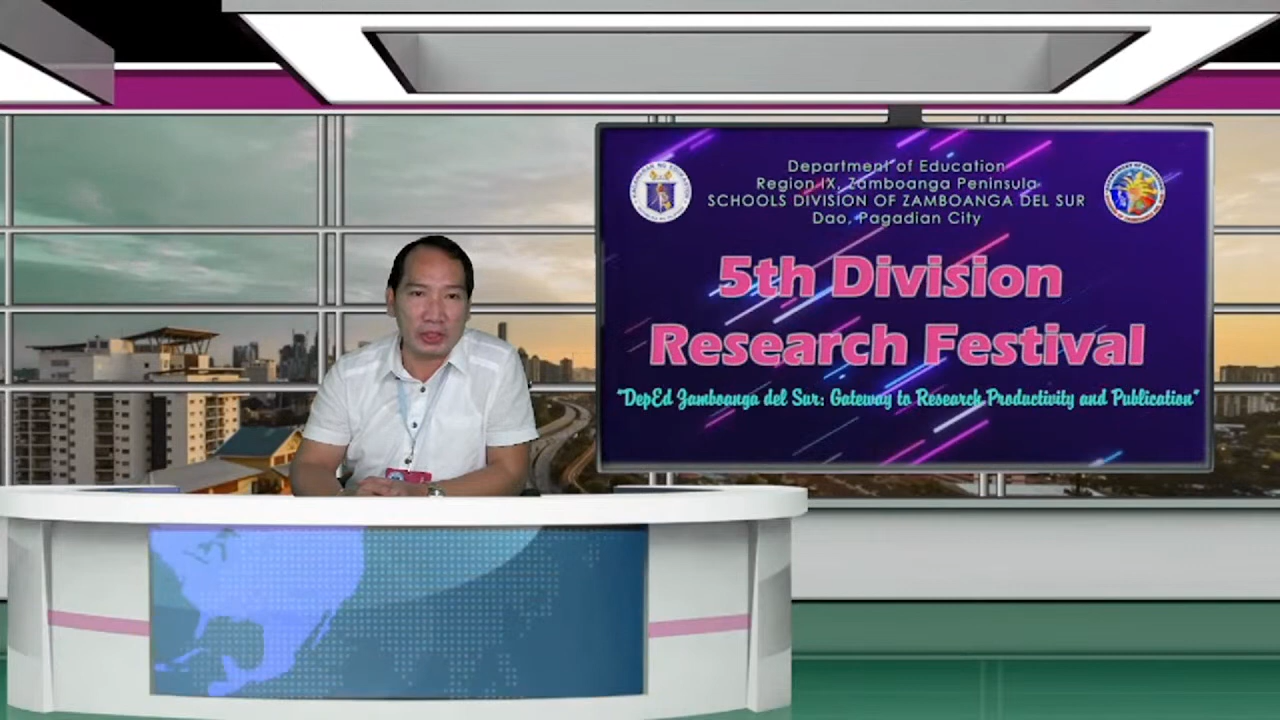 Department of Education
Region IX, Zamboanga Peninsula
SCHOOLS DIVISION OF ZAMBOANGA DEL SUR
Dao, Pagadian City
5th Division
Research Festival
"DepEd Zamboanga del Sur: Gateway to Research Productivity and Publication"